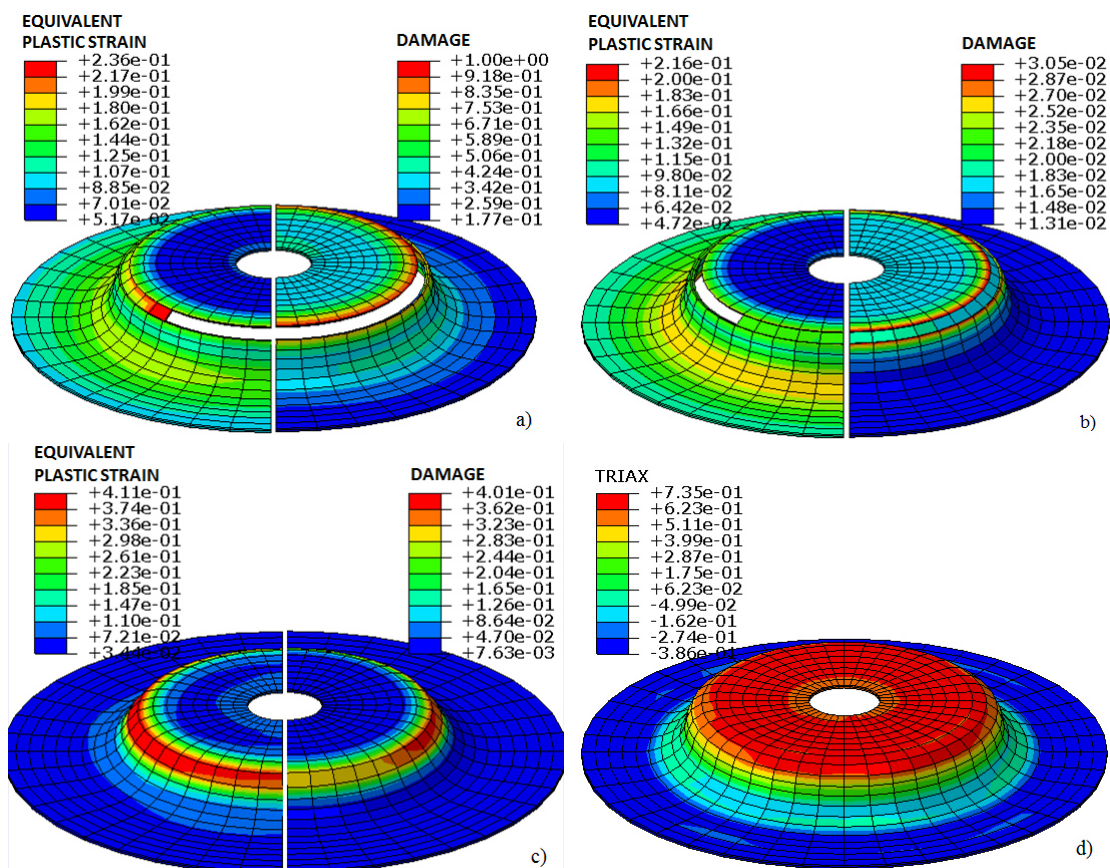 EQUIVALENT
PLASTIC STRAIN
+2.36e-01
+2.17e-01
+1.99e-01
+1.80e-01
+1.62e-01
+1.44e-01
+1.25e-01
+1.07e-01
+8.85e-02
+7.01e-02
+5.17e-02
DAMAGE
+1.00e+00
+9.18e-01
+8.35e-01
+7.53e-01
+6.71e-01
+5.89e-01
+5.06e-01
+4.24e-01
+3.42e-01
+2.59e-01
+1.77e-01
a)
EQUIVALENT
PLASTIC STRAIN
+2.16e-01
+2.00e-01
+1.83e-01
+1.66e-01
+1.49e-01
+1.32e-01
+1.15e-01
+9.80e-02
+8.11e-02
+6.42e-02
+4.72e-02
DAMAGE
+3.05e-02
+2.87e-02
+2.70e-02
+2.52e-02
+2.35e-02
+2.18e-02
+2.00e-02
+1.83e-02
+1.65e-02
+1.48e-02
+1.31e-02
b)
EQUIVALENT
PLASTIC STRAIN
+4.11e-01
+3.74e-01
+3.36e-01
+2.98e-01
+2.61e-01
+2.23e-01
+1.85e-01
+1.47e-01
+1.10e-01
+7.21e-02
+3.44e-02
DAMAGE
+4.01e-01
+3.62e-01
+3.23e-01
+2.83e-01
+2.44e-01
+2.04e-01
+1.65e-01
+1.26e-01
+8.64e-02
+4.70e-02
+7.63e-03
c)
TRIAX
+7.35e-01
+6.23e-01
+5.11e-01
+3.99e-01
+2.87e-01
+1.75e-01
+6.23e-02
-4.99e-02
-1.62e-01
-2.74e-01
-3.86e-01
d)